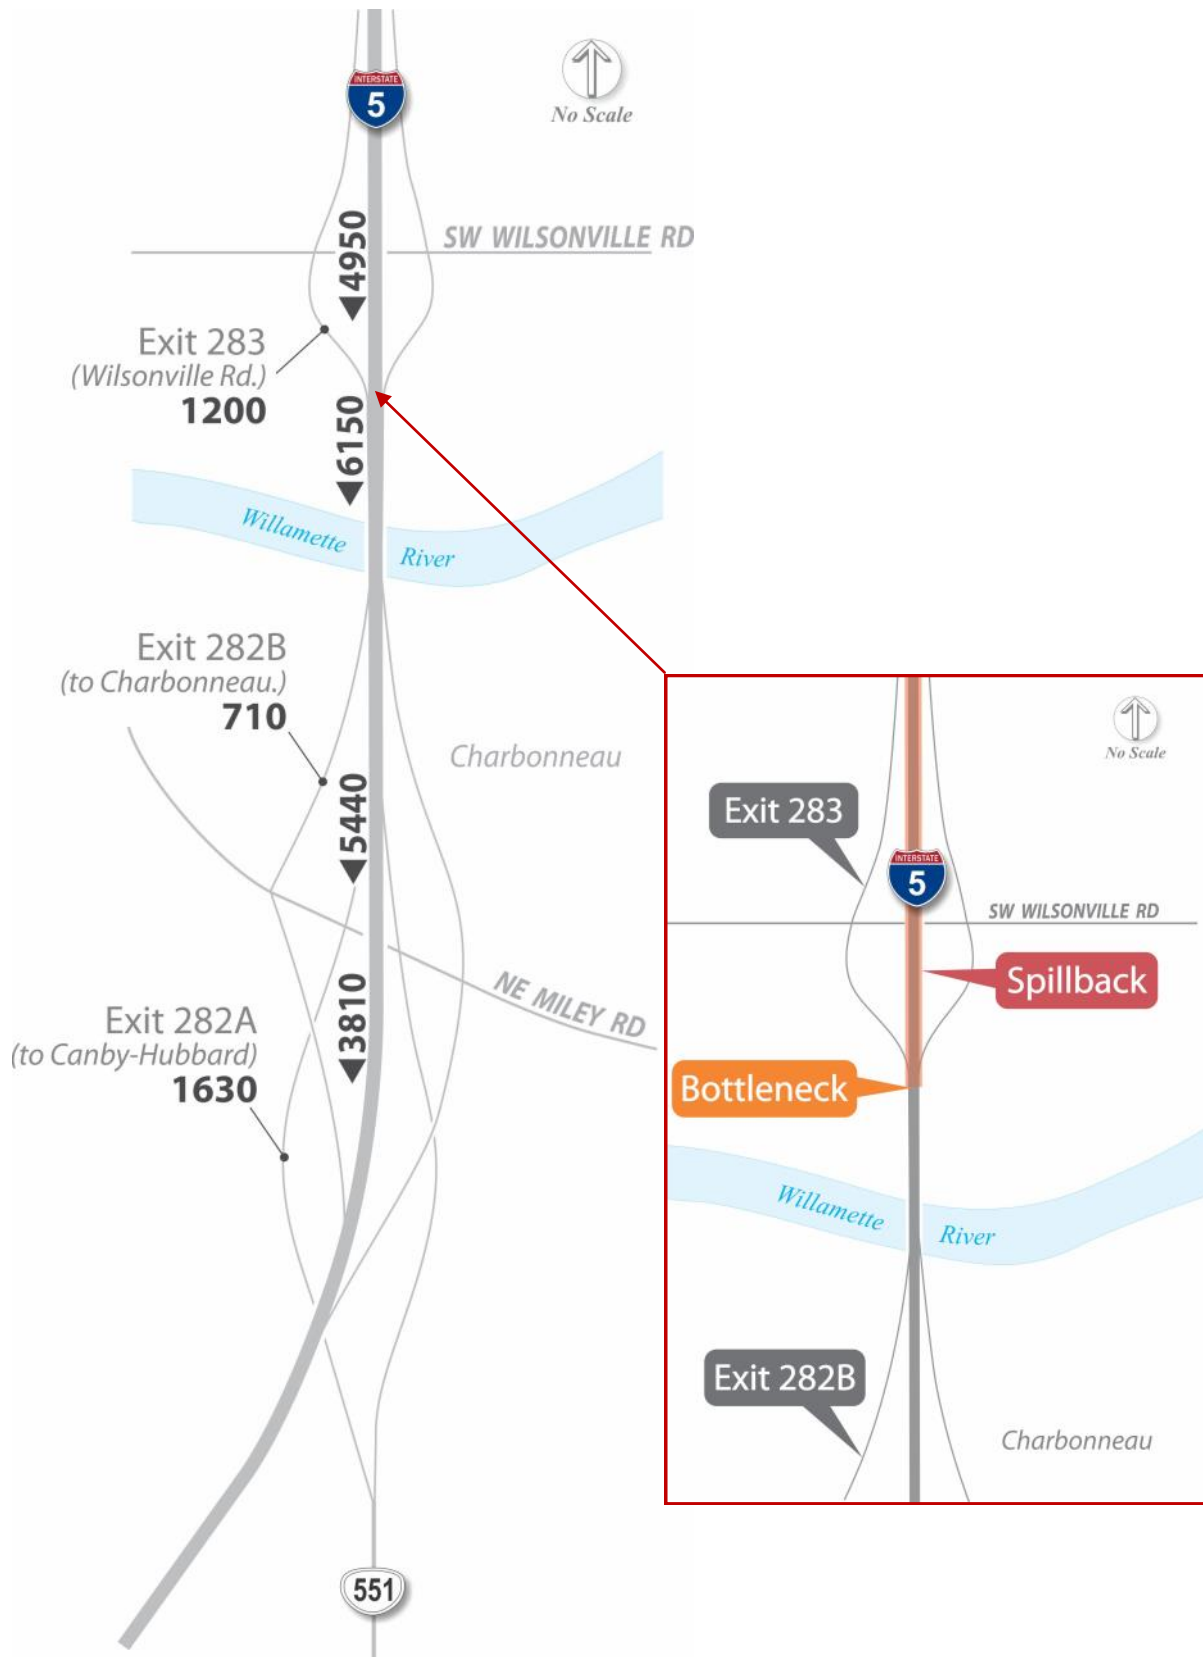 INTERSTATE
5
No Scale
4950
SW WILSONVILLE RD
Exit 283
(Wilsonville Rd.)
1200
6150
Willamette River
Exit 282B
(to Charbonneau.)
710
Charbonneau
5440
NE MILEY RD
Exit 282A
(to Canby-Hubbard)
1630
3810
551
No Scale
Exit 283
INTERSTATE
5
SW WILSONVILLE RD
Spillback
Bottleneck
Willamette River
Exit 282B
Charbonneau